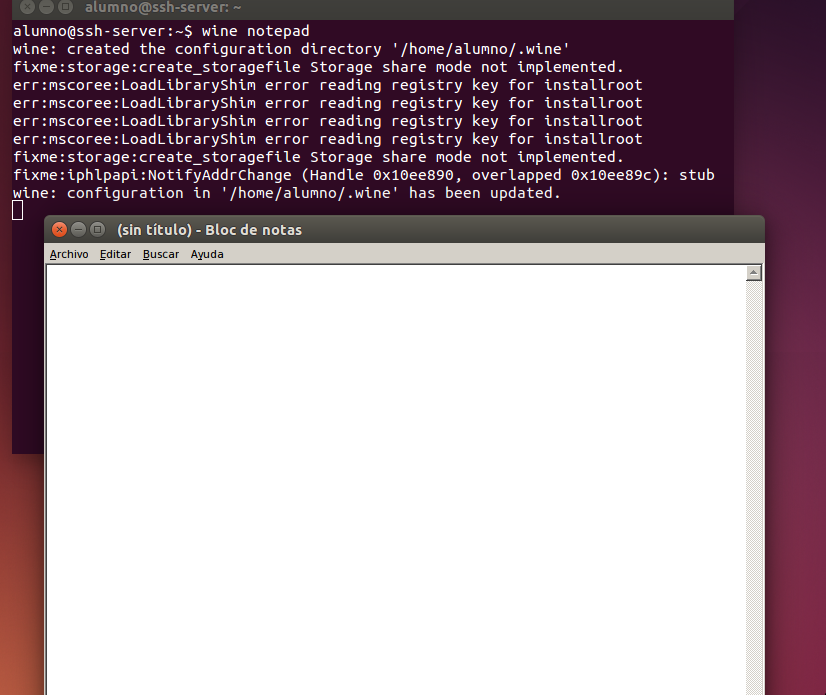 alumno@ssh-server: ~
alumno@ssh-server:~$ wine notepad
wine: created the configuration directory '/home/alumno/.wine'
fixme:storage:create_storagefile Storage share mode not implemented.
err:mscoree:LoadLibraryShim error reading registry key for installroot
err:mscoree:LoadLibraryShim error reading registry key for installroot
err:mscoree:LoadLibraryShim error reading registry key for installroot
err:mscoree:LoadLibraryShim error reading registry key for installroot
fixme:storage:create_storagefile Storage share mode not implemented.
fixme:iphlpapi:NotifyAddrChange (Handle 0x10ee890, overlapped 0x10ee89c): stub
wine: configuration in '/home/alumno/.wine' has been updated.
(sin título) - Bloc de notas
Archivo Editar Buscar Ayuda